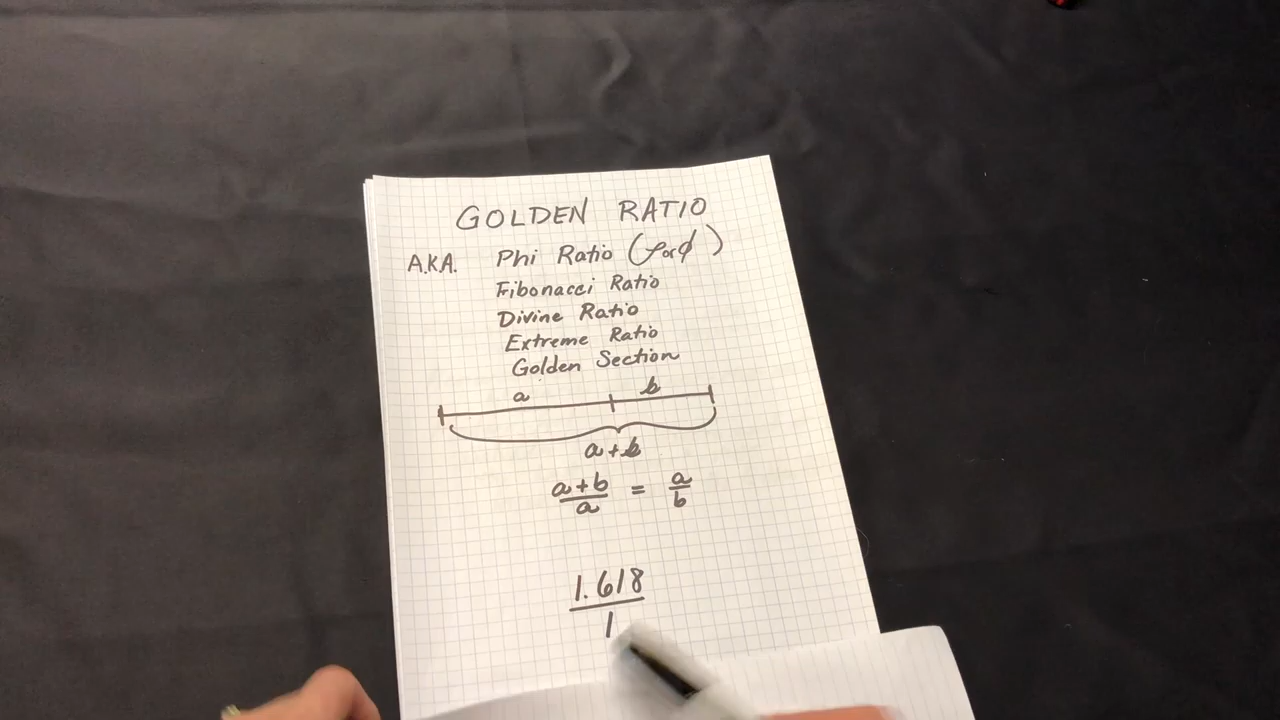 GOLDEN RATIO
A.K.A. Phi Ratio (φ or ϕ)
Fibonacci Ratio
Divine Ratio
Extreme Ratio
Golden Section
a b
a + b
a + b / a = a / b
1.618
1